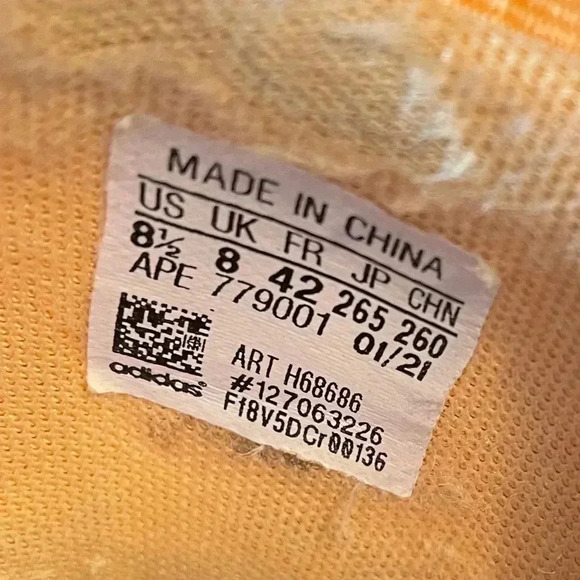 MADE IN CHINA
US UK FR JP CHN
8½ 8 42 265 260
APE 779001 01/21
adidas®
ART H68686
#127063226
Ff8V5DCr00136